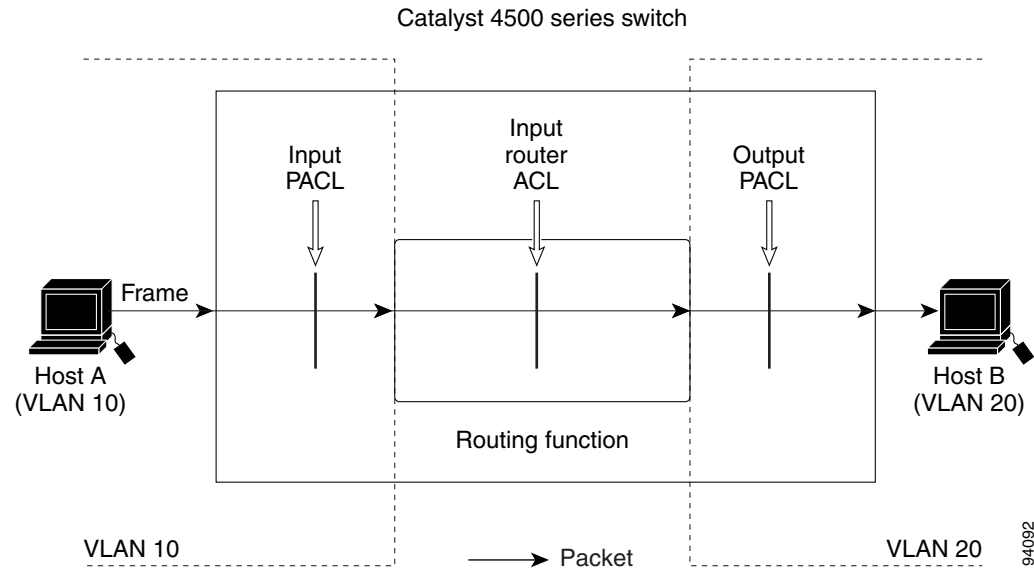 Catalyst 4500 series switch
Input
PACL
Input
router
ACL
Output
PACL
Frame
Host A
(VLAN 10)
Host B
(VLAN 20)
Routing function
VLAN 10
Packet
VLAN 20
94092